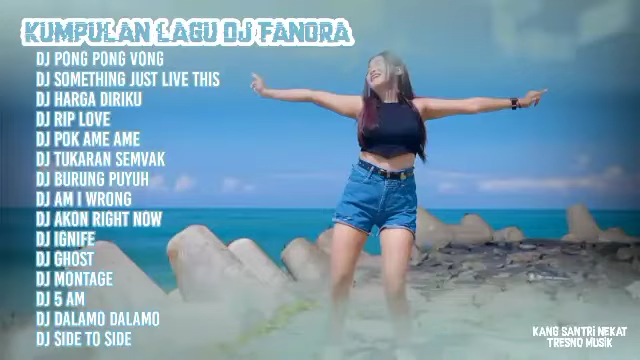 KUMPULAN LAGU DJ FANDRA
DJ PONG PONG VONG
DJ SOMETHING JUST LIVE THIS
DJ HARGA DIRIKU
DJ RIP LOVE
DJ POK AME AME
DJ TUKARAN SEMVAK
DJ BURUNG PUYUH
DJ AM I WRONG
DJ AKON RIGHT NOW
DJ IGNIFE
DJ GHOST
DJ MONTAGE
DJ 5 AM
DJ DALAMO DALAMO
DJ SIDE TO SIDE
KANG SANTRI NEKAT
TRESNO MUSIK